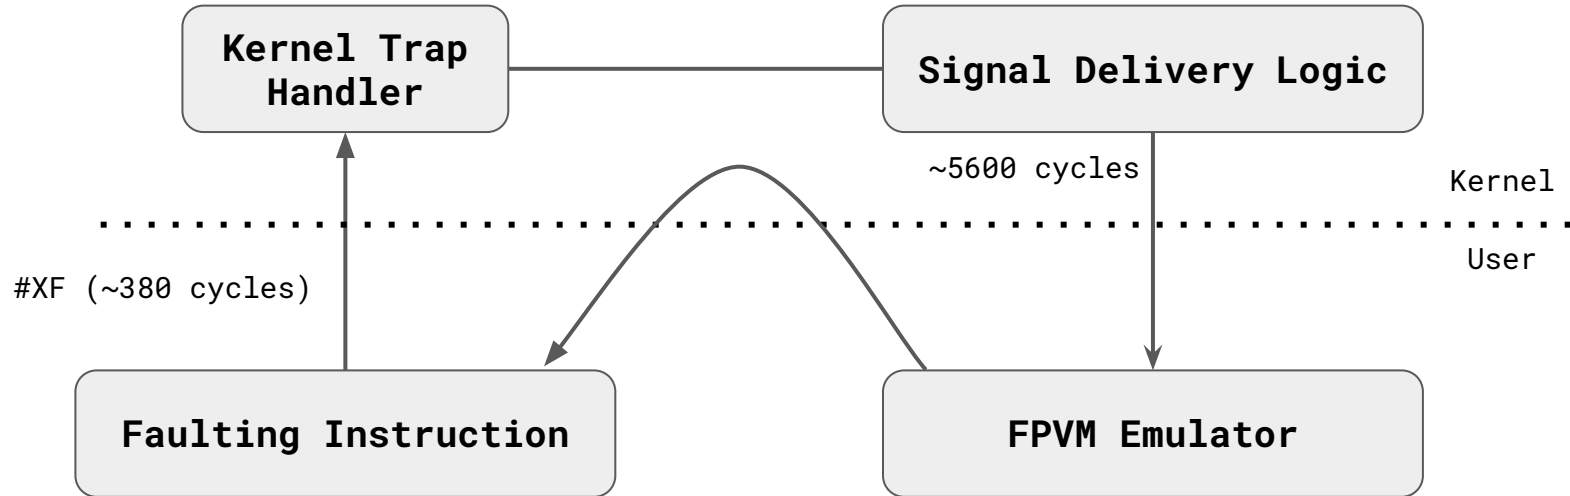 Kernel Trap
Handler
Signal Delivery Logic
~5600 cycles
Kernel
User
#XF (~380 cycles)
Faulting Instruction
FPVM Emulator